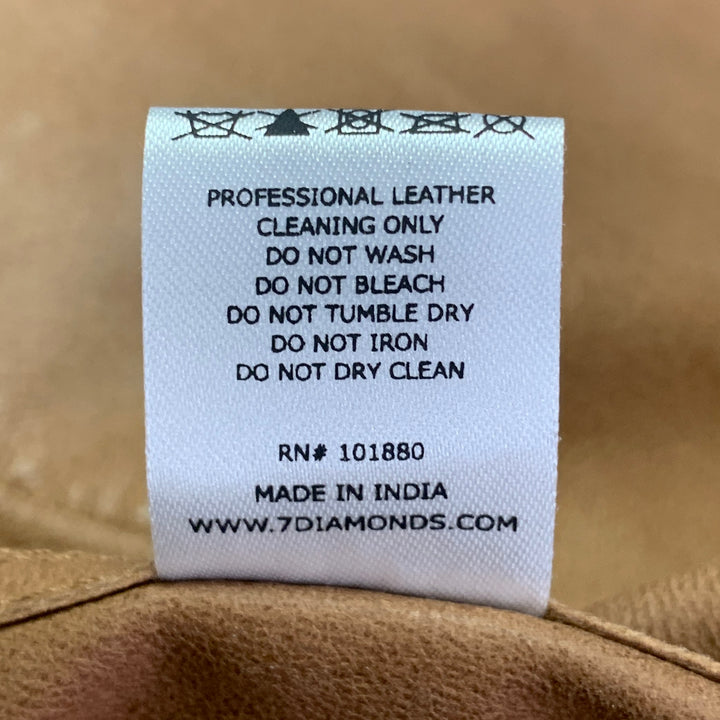 PROFESSIONAL LEATHER
CLEANING ONLY
DO NOT WASH
DO NOT BLEACH
DO NOT TUMBLE DRY
DO NOT IRON
DO NOT DRY CLEAN
RN# 101880
MADE IN INDIA
WWW.7DIAMONDS.COM